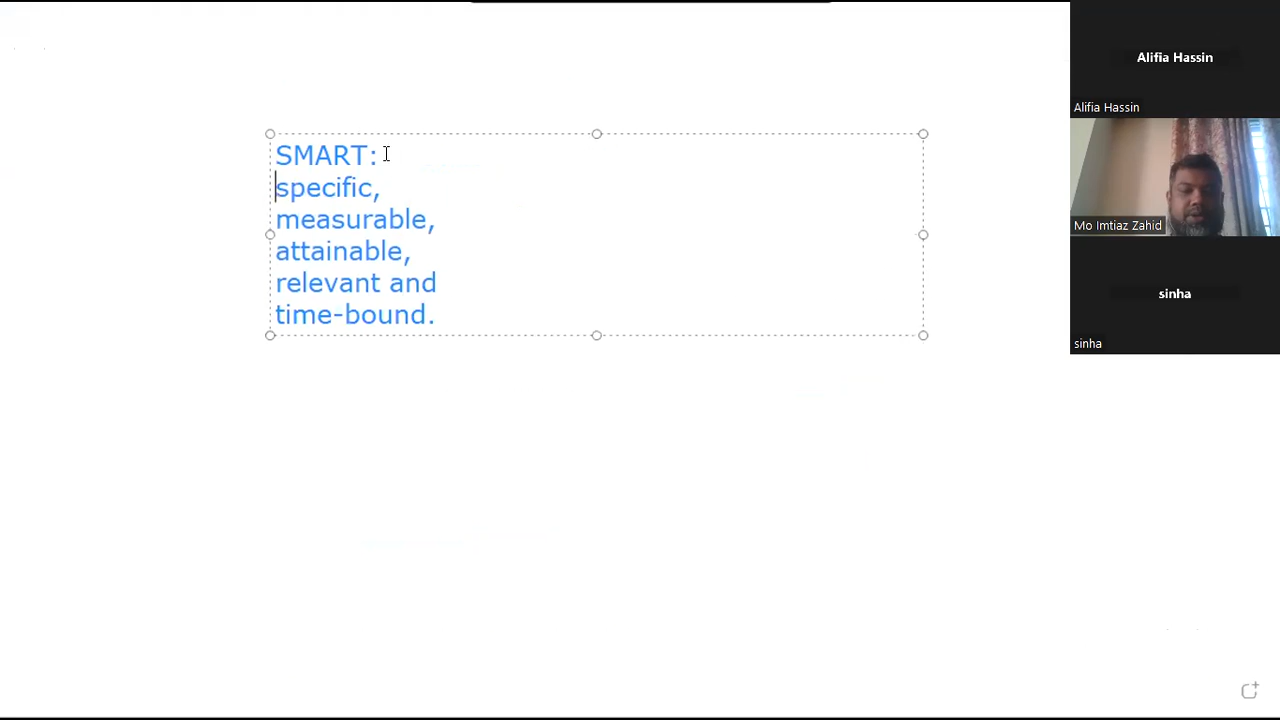 SMART:
specific,
measurable,
attainable,
relevant and
time-bound.
Alifia Hassin
Alifia Hassin
Mo Imtiaz Zahid
sinha
sinha